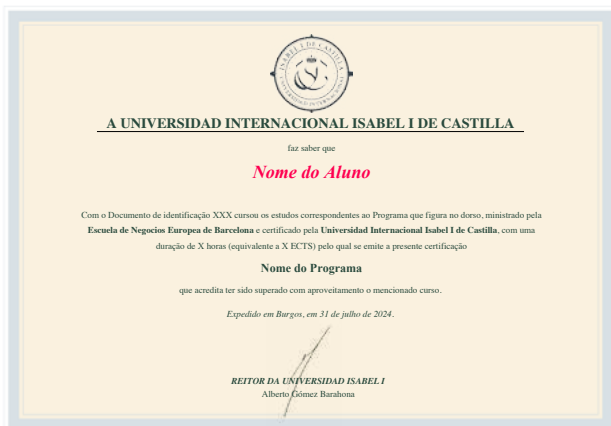 ISABEL I DE CASTILLA
A UNIVERSIDAD INTERNACIONAL ISABEL I DE CASTILLA
faz saber que
Nome do Aluno
Com o Documento de identificação XXX cursou os estudos correspondentes ao Programa que figura no dorso, ministrado pela
Escuela de Negocios Europea de Barcelona e certificado pela Universidad Internacional Isabel I de Castilla, com uma
duração de X horas (equivalente a X ECTS) pelo qual se emite a presente certificação
Nome do Programa
que acredita ter sido superado com aproveitamento o mencionado curso.
Expedido em Burgos, em 31 de julho de 2024.
REITOR DA UNIVERSIDAD ISABEL I
Alberto Gómez Barahona